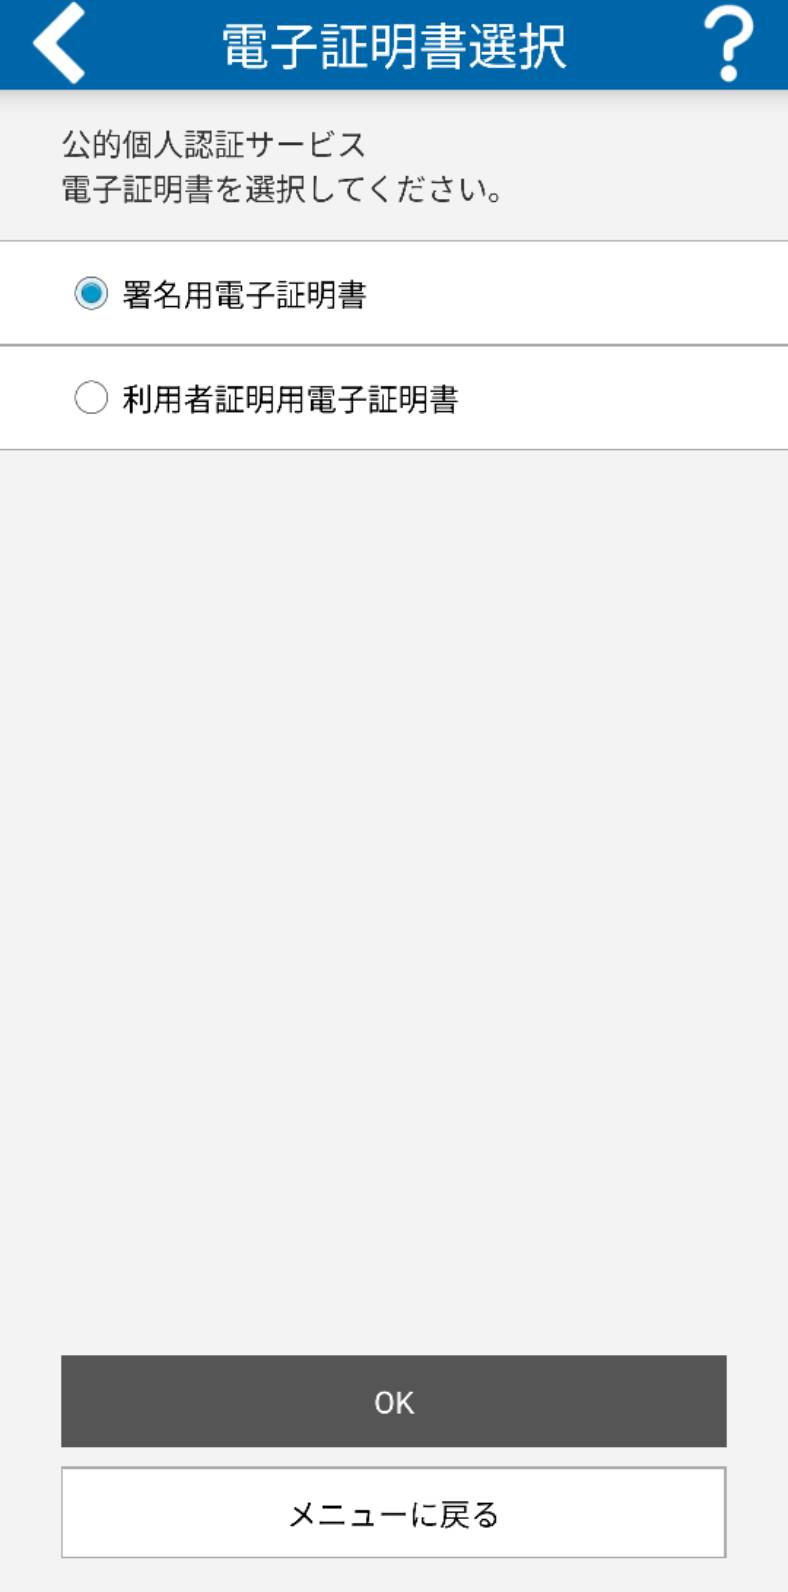 電子証明書選択
公的個人認証サービス
電子証明書を選択してください。
署名用電子証明書
利用者証明用電子証明書
OK
メニューに戻る